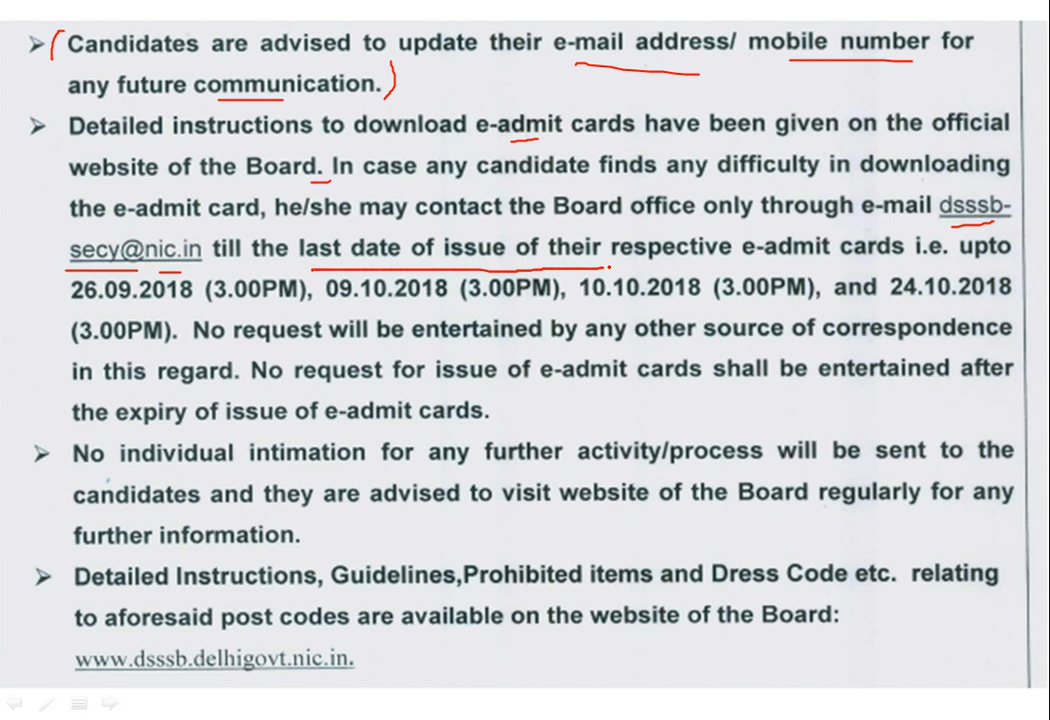 ➢ Candidates are advised to update their e-mail address/ mobile number for
any future communication.
➢ Detailed instructions to download e-admit cards have been given on the official
website of the Board. In case any candidate finds any difficulty in downloading
the e-admit card, he/she may contact the Board office only through e-mail dsssb-
secy@nic.in till the last date of issue of their respective e-admit cards i.e. upto
26.09.2018 (3.00PM), 09.10.2018 (3.00PM), 10.10.2018 (3.00PM), and 24.10.2018
(3.00PM). No request will be entertained by any other source of correspondence
in this regard. No request for issue of e-admit cards shall be entertained after
the expiry of issue of e-admit cards.
➢ No individual intimation for any further activity/process will be sent to the
candidates and they are advised to visit website of the Board regularly for any
further information.
➢ Detailed Instructions, Guidelines,Prohibited items and Dress Code etc. relating
to aforesaid post codes are available on the website of the Board:
www.dsssb.delhigovt.nic.in.